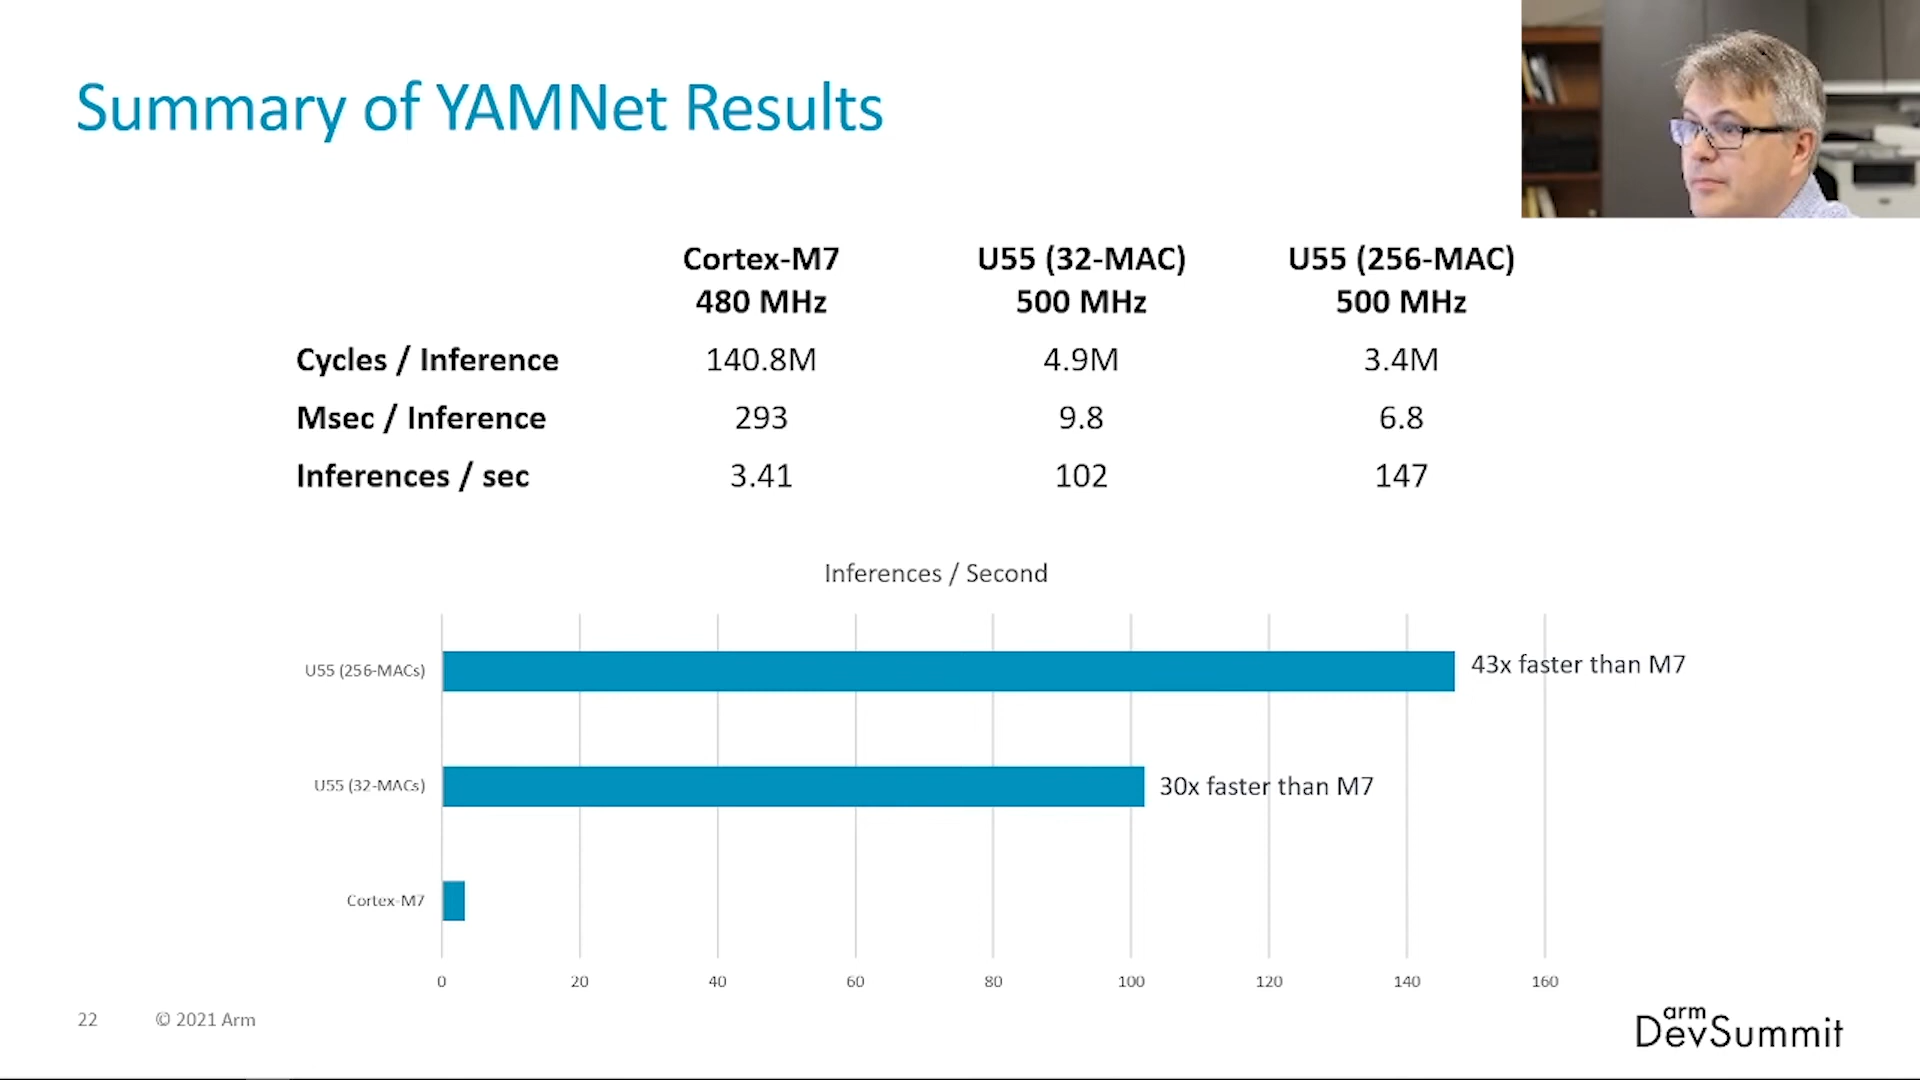 Summary of YAMNet Results
Cortex-M7 U55 (32-MAC) U55 (256-MAC)
480 MHz 500 MHz 500 MHz
Cycles / Inference 140.8M 4.9M 3.4M
Msec / Inference 293 9.8 6.8
Inferences / sec 3.41 102 147
Inferences / Second
U55 (256-MACs) 43x faster than M7
U55 (32-MACs) 30x faster than M7
Cortex-M7
0 20 40 60 80 100 120 140 160
22 © 2021 Arm
arm
DevSummit